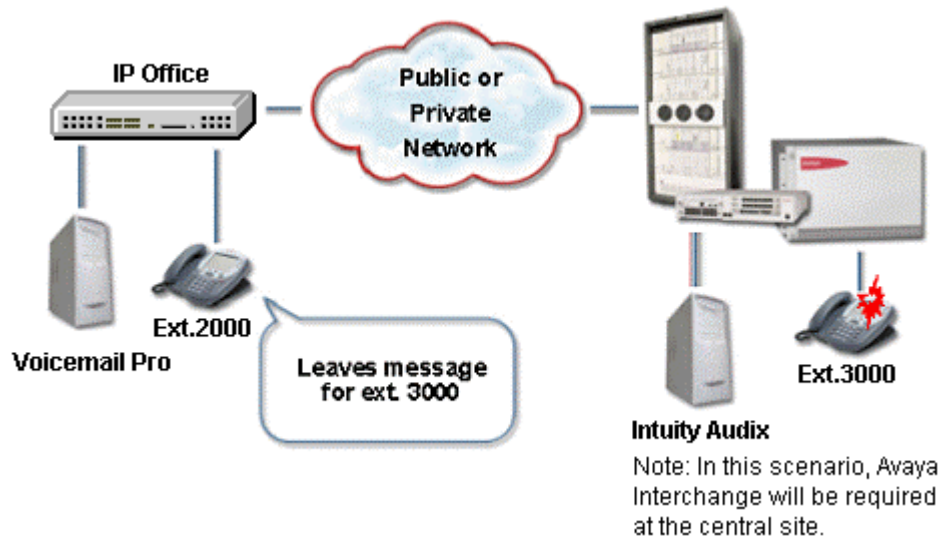 IP Office
Public or
Private
Network
Ext.2000
Voicemail Pro
Leaves message
for ext. 3000
Ext.3000
Intuity Audix
Note: In this scenario, Avaya
Interchange will be required
at the central site.